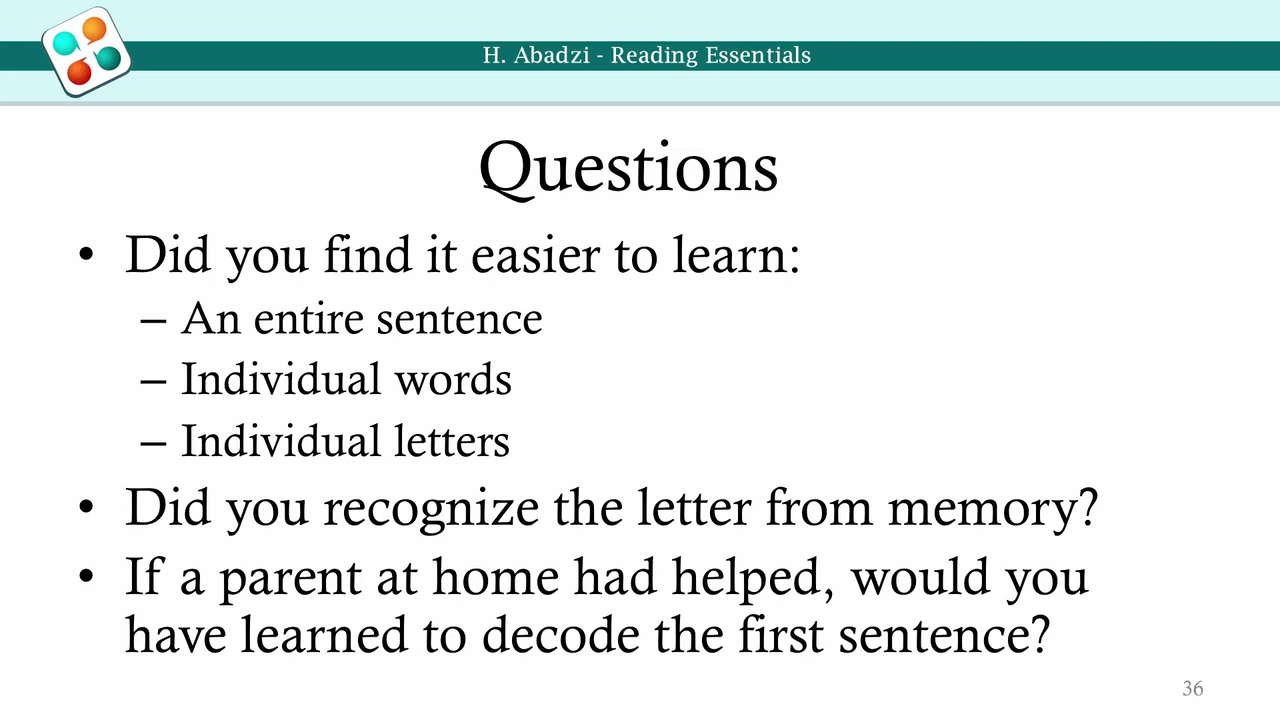 H. Abadzi - Reading Essentials
Questions
• Did you find it easier to learn:
– An entire sentence
– Individual words
– Individual letters
• Did you recognize the letter from memory?
• If a parent at home had helped, would you
have learned to decode the first sentence?
36